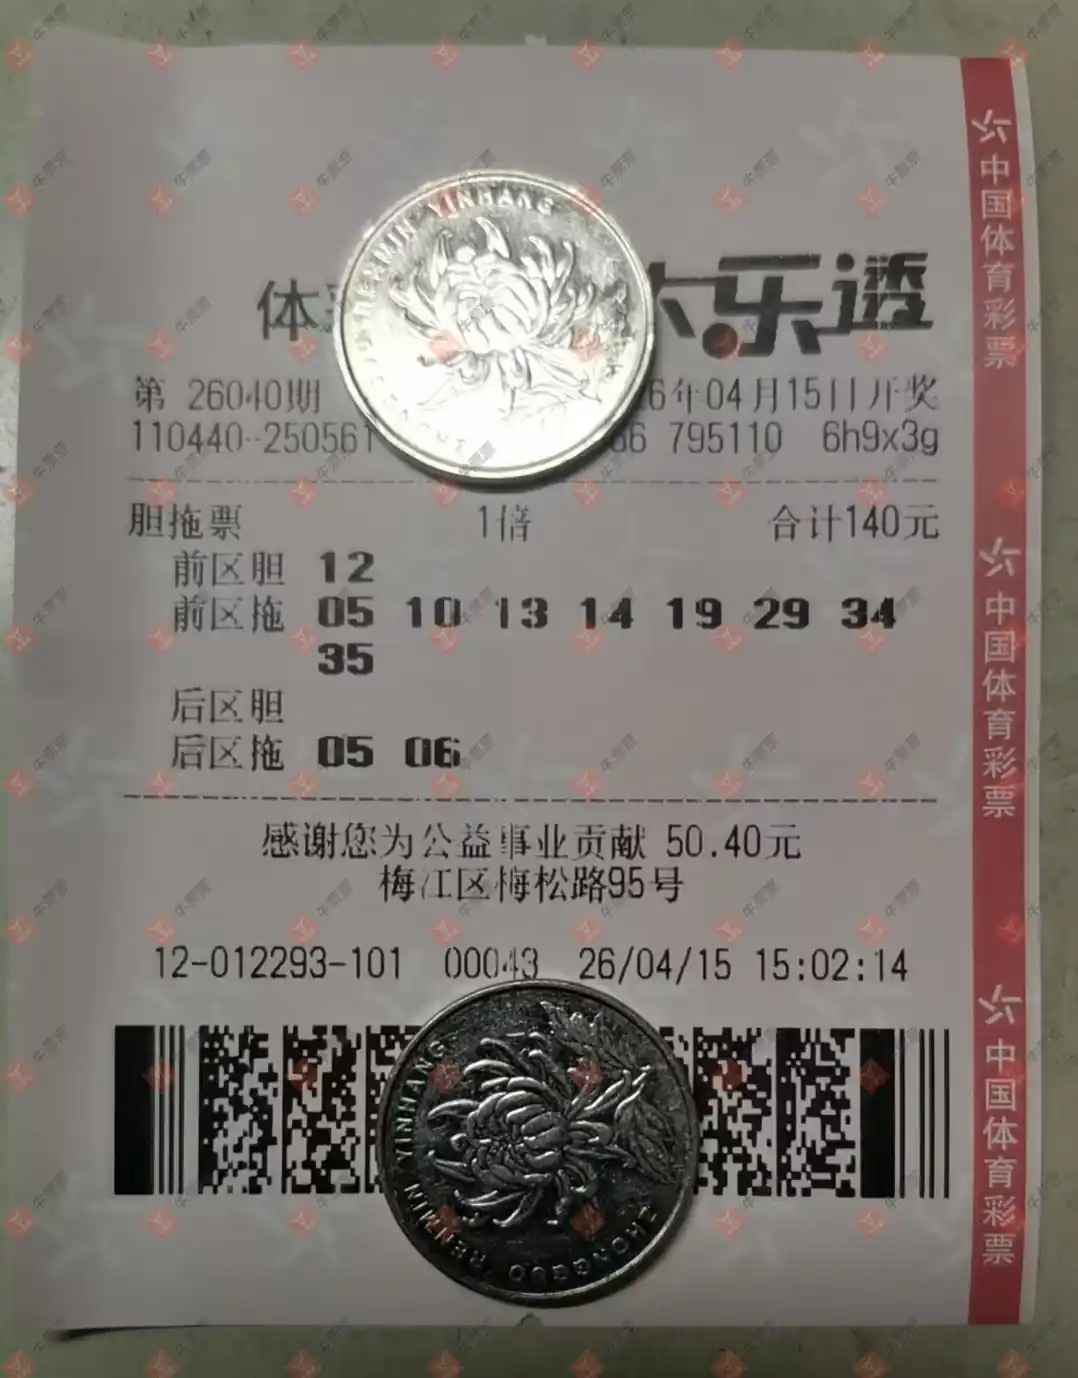 体
大乐透
第 26040期
6年04月15日开奖
110440-250561
66 795110 6h9x3g
胆拖票 1倍 合计140元
前区胆 12
前区拖 05 10 13 14 19 29 34
35
后区胆
后区拖 05 06
感谢您为公益事业贡献 50.40元
梅江区梅松路95号
12-012293-101 00043 26/04/15 15:02:14
YINHANG
RENMIN YINHANG
ZHONGGUO
中国体育彩票
中国体育彩票
中国体育彩票